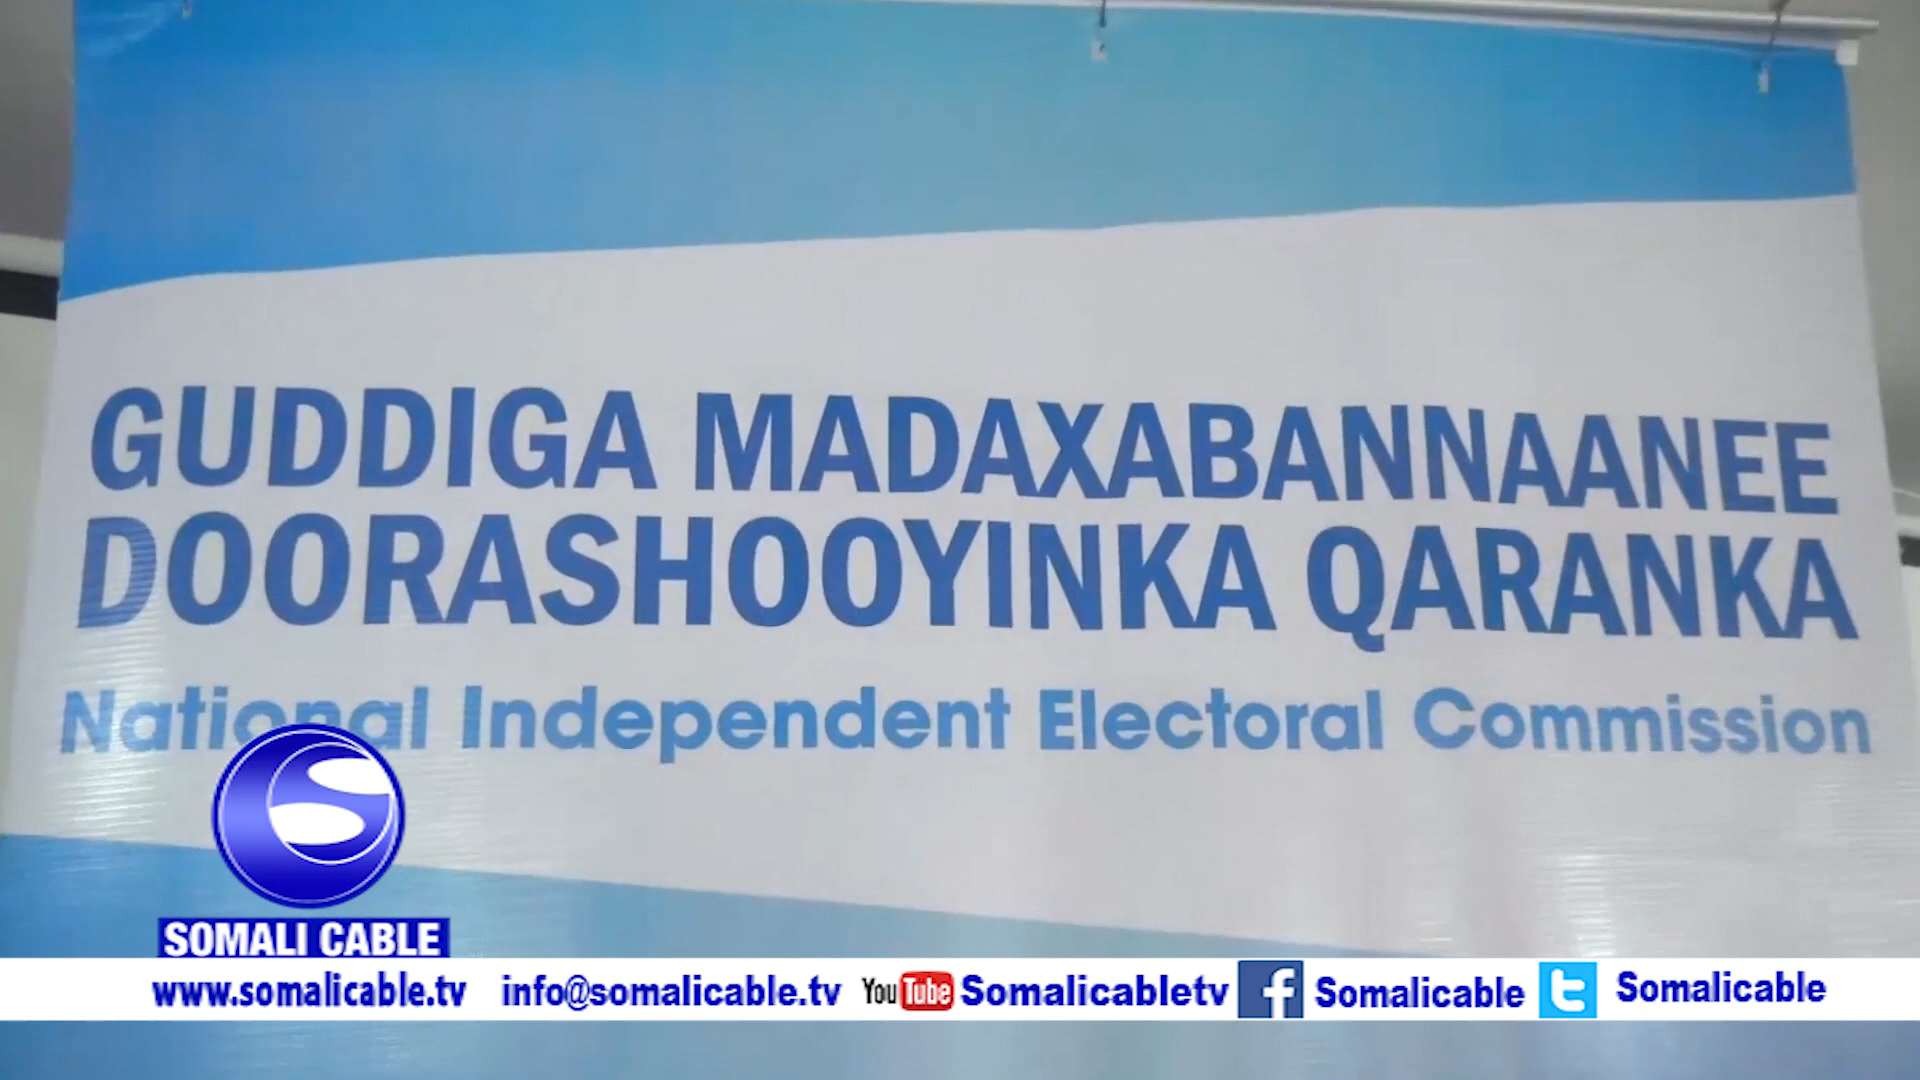 GUDDIGA MADAXABANNAANEE
DOORASHOOYINKA QARANKA
National Independent Electoral Commission
SOMALI CABLE
www.somalicable.tv info@somalicable.tv YouTube Somalicabletv Somalicable Somalicable